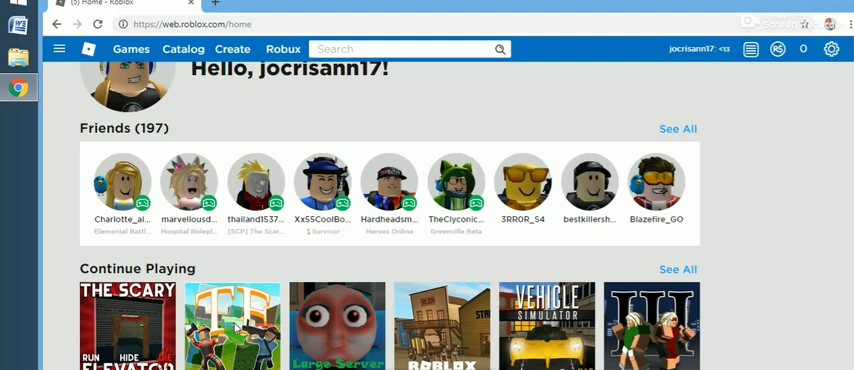 (5) Home - Roblox
https://web.roblox.com/home
Games Catalog Create Robux Search jocrisann17: <13 0
Hello, jocrisann17!
Friends (197) See All
Charlotte_al... marvellousd... thailand1537... Xx55CoolBo... Hardheadsm... TheClyconic... 3RR0R_S4 bestkillersh... Blazefire_GO
Elemental Battl... Hospital Rolepl... [SCP] The Scar... Survivor Heroes Online Greenville Beta
Continue Playing See All
THE SCARY ELEVATOR
RUN HIDE DIE
Large Server
ROBLOX
VEHICLE SIMULATOR
III